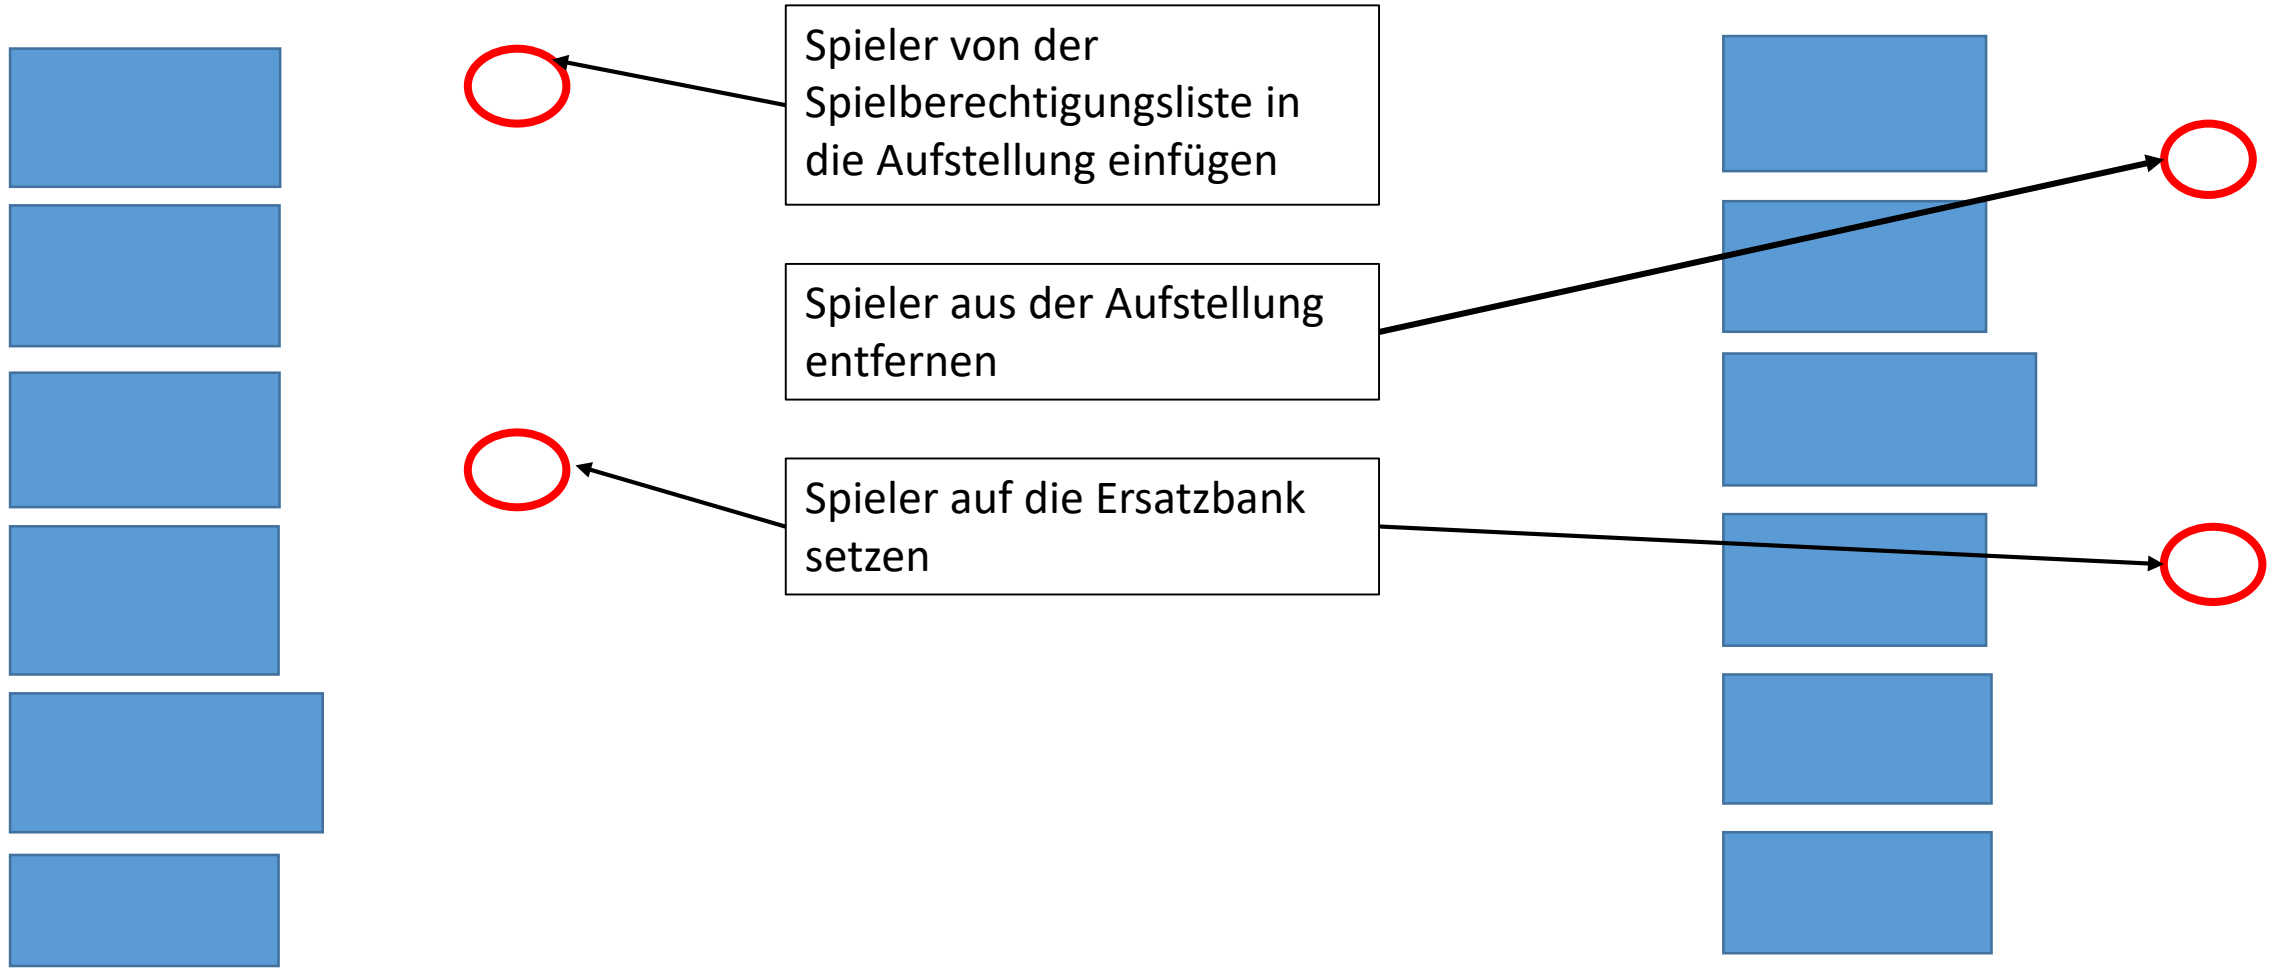 Spieler von der
Spielberechtigungsliste in
die Aufstellung einfügen
Spieler aus der Aufstellung
entfernen
Spieler auf die Ersatzbank
setzen